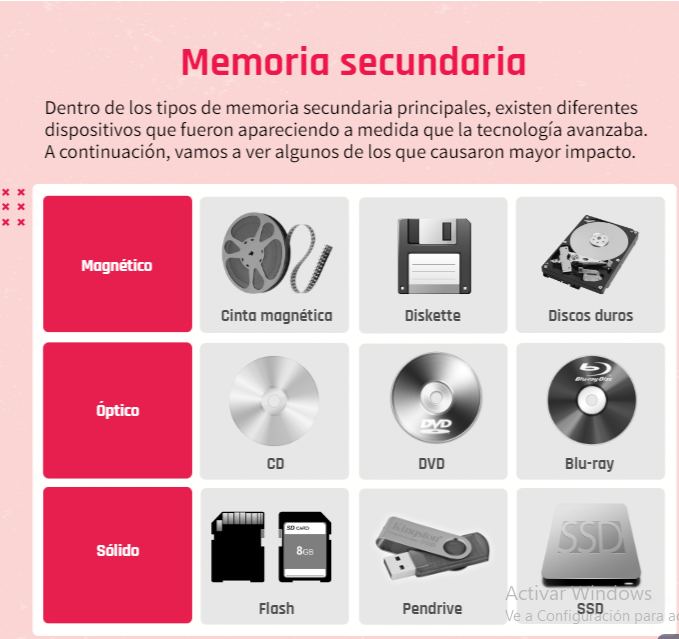 Memoria secundaria
Dentro de los tipos de memoria secundaria principales, existen diferentes
dispositivos que fueron apareciendo a medida que la tecnología avanzaba.
A continuación, vamos a ver algunos de los que causaron mayor impacto.
Magnético
Cinta magnética
Diskette
Discos duros
Óptico
CD
DVD
DVD
Blu-ray Disc
Blu-ray
Sólido
SD CARD
8GB
Flash
Kingston
Pendrive
SSD
SSD
Activar Windows
Ve a Configuración para a